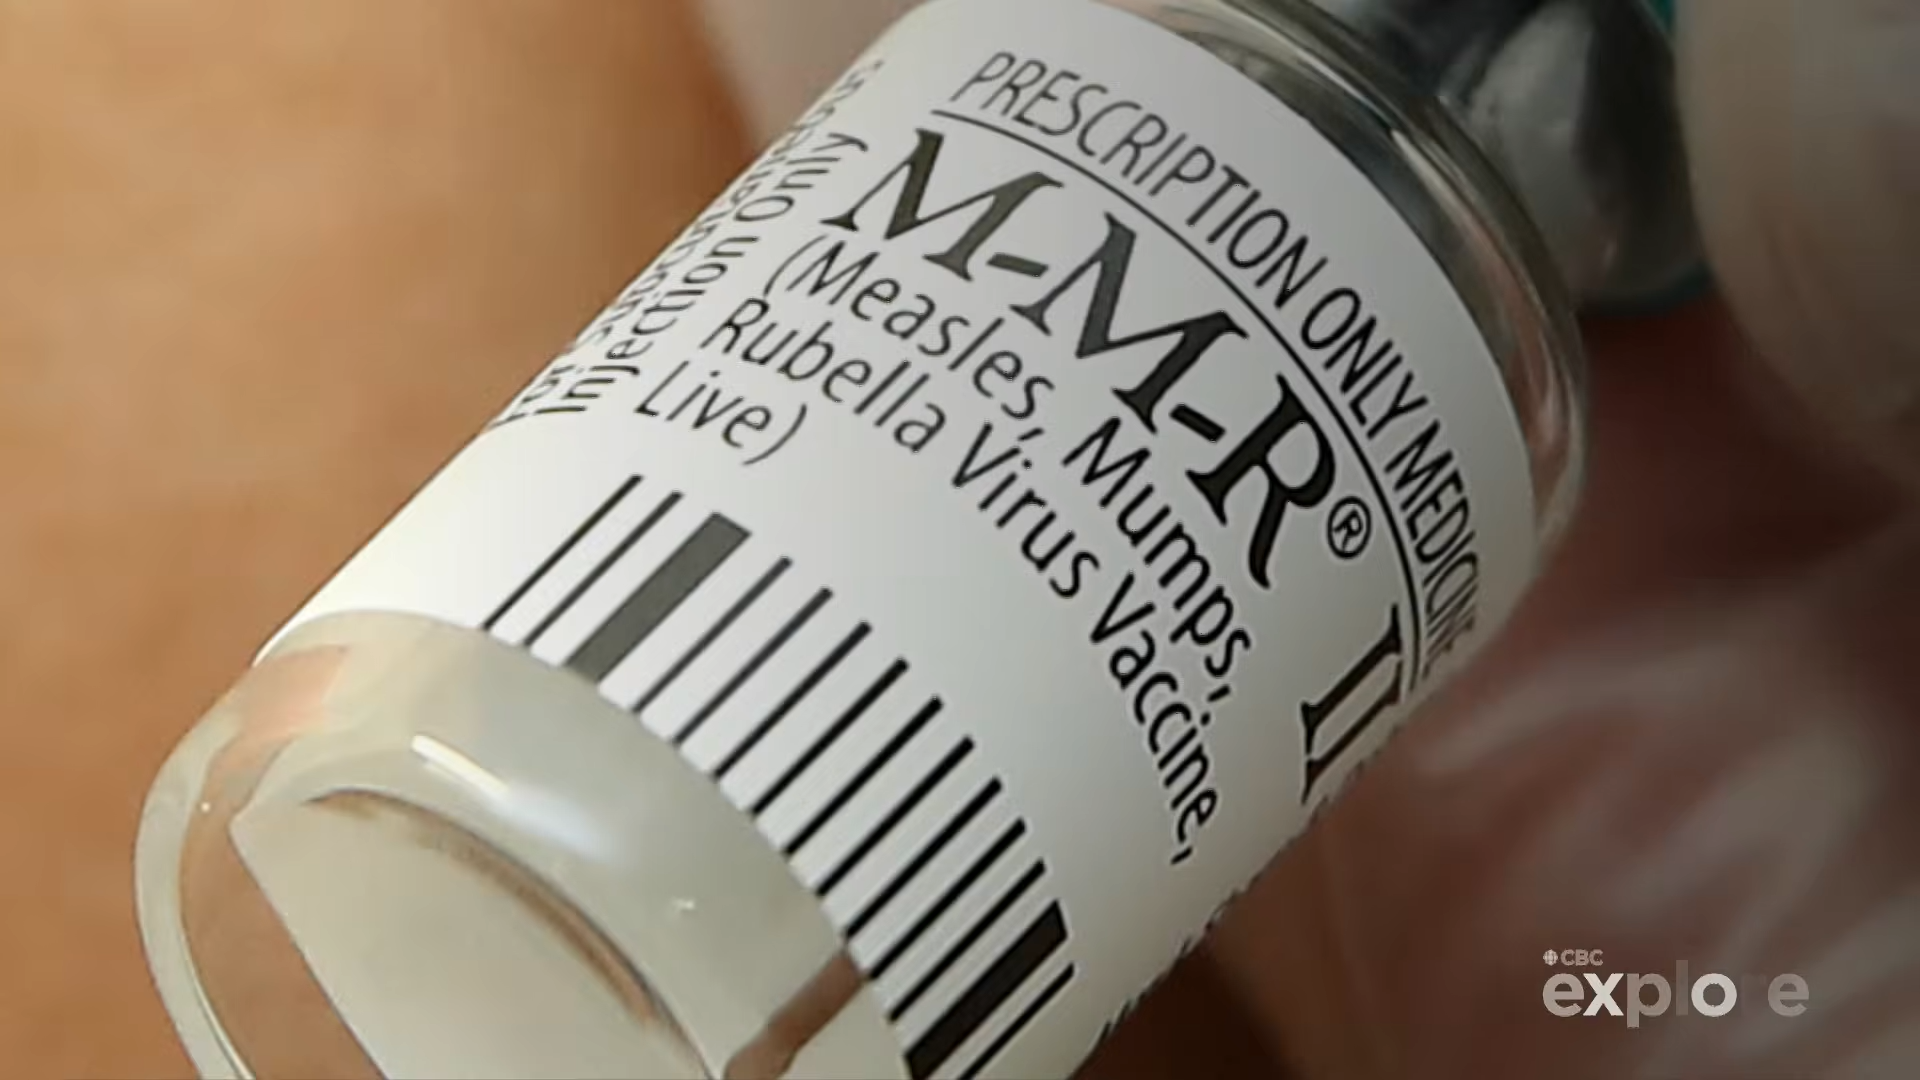 PRESCRIPTION ONLY MEDICINE
M-M-R® II
(Measles, Mumps,
Rubella Virus Vaccine,
Live)
Injection Only
CBC
explore